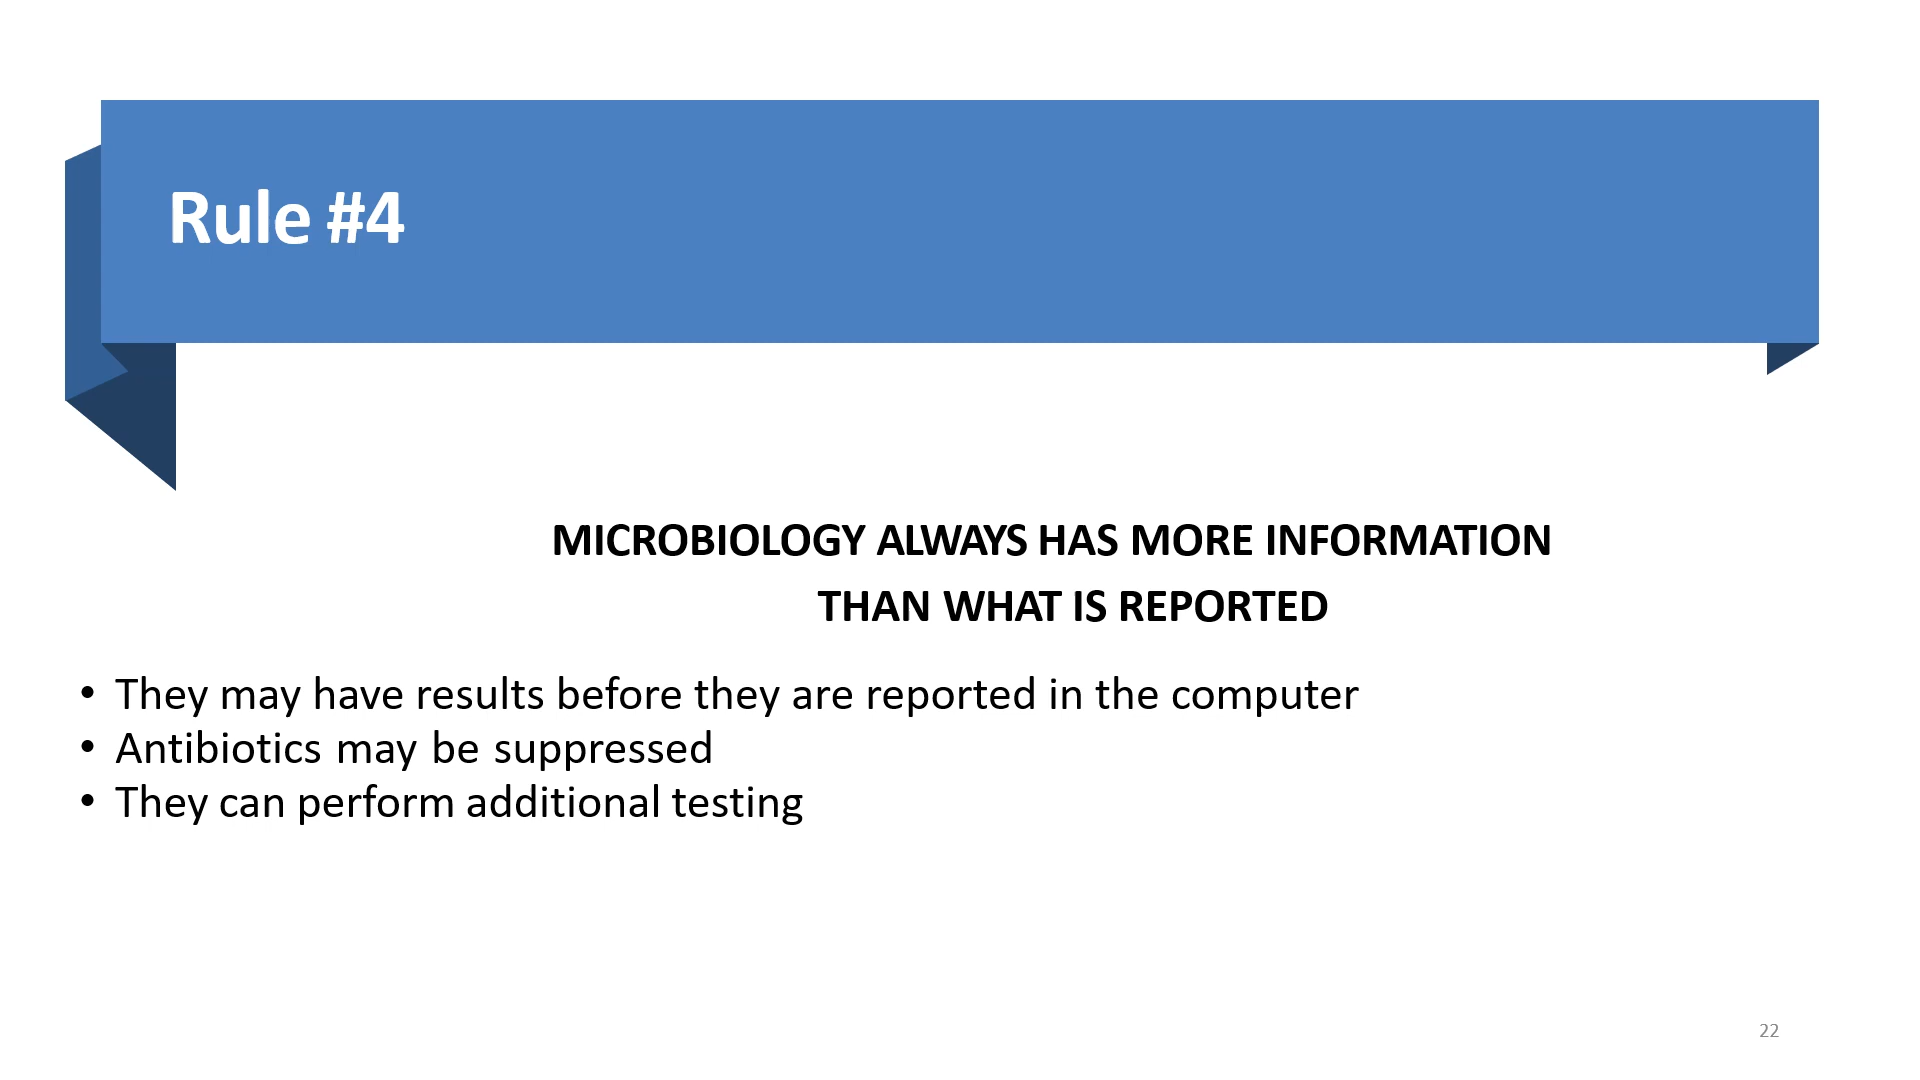 Rule #4
MICROBIOLOGY ALWAYS HAS MORE INFORMATION
THAN WHAT IS REPORTED
• They may have results before they are reported in the computer
• Antibiotics may be suppressed
• They can perform additional testing
22